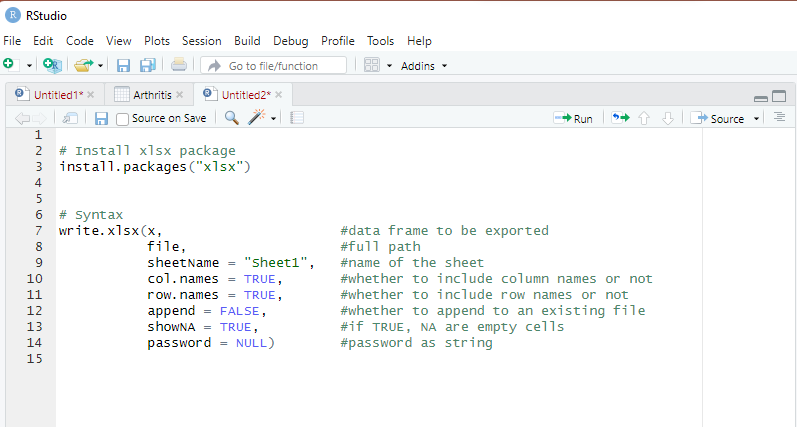 RStudio
File Edit Code View Plots Session Build Debug Profile Tools Help
Go to file/function Addins
Untitled1* Arthritis Untitled2*
Source on Save Run Source
1
2 # Install xlsx package
3 install.packages("xlsx")
4
5
6 # Syntax
7 write.xlsx(x, #data frame to be exported
8 file, #full path
9 sheetName = "Sheet1", #name of the sheet
10 col.names = TRUE, #whether to include column names or not
11 row.names = TRUE, #whether to include row names or not
12 append = FALSE, #whether to append to an existing file
13 showNA = TRUE, #if TRUE, NA are empty cells
14 password = NULL) #password as string
15